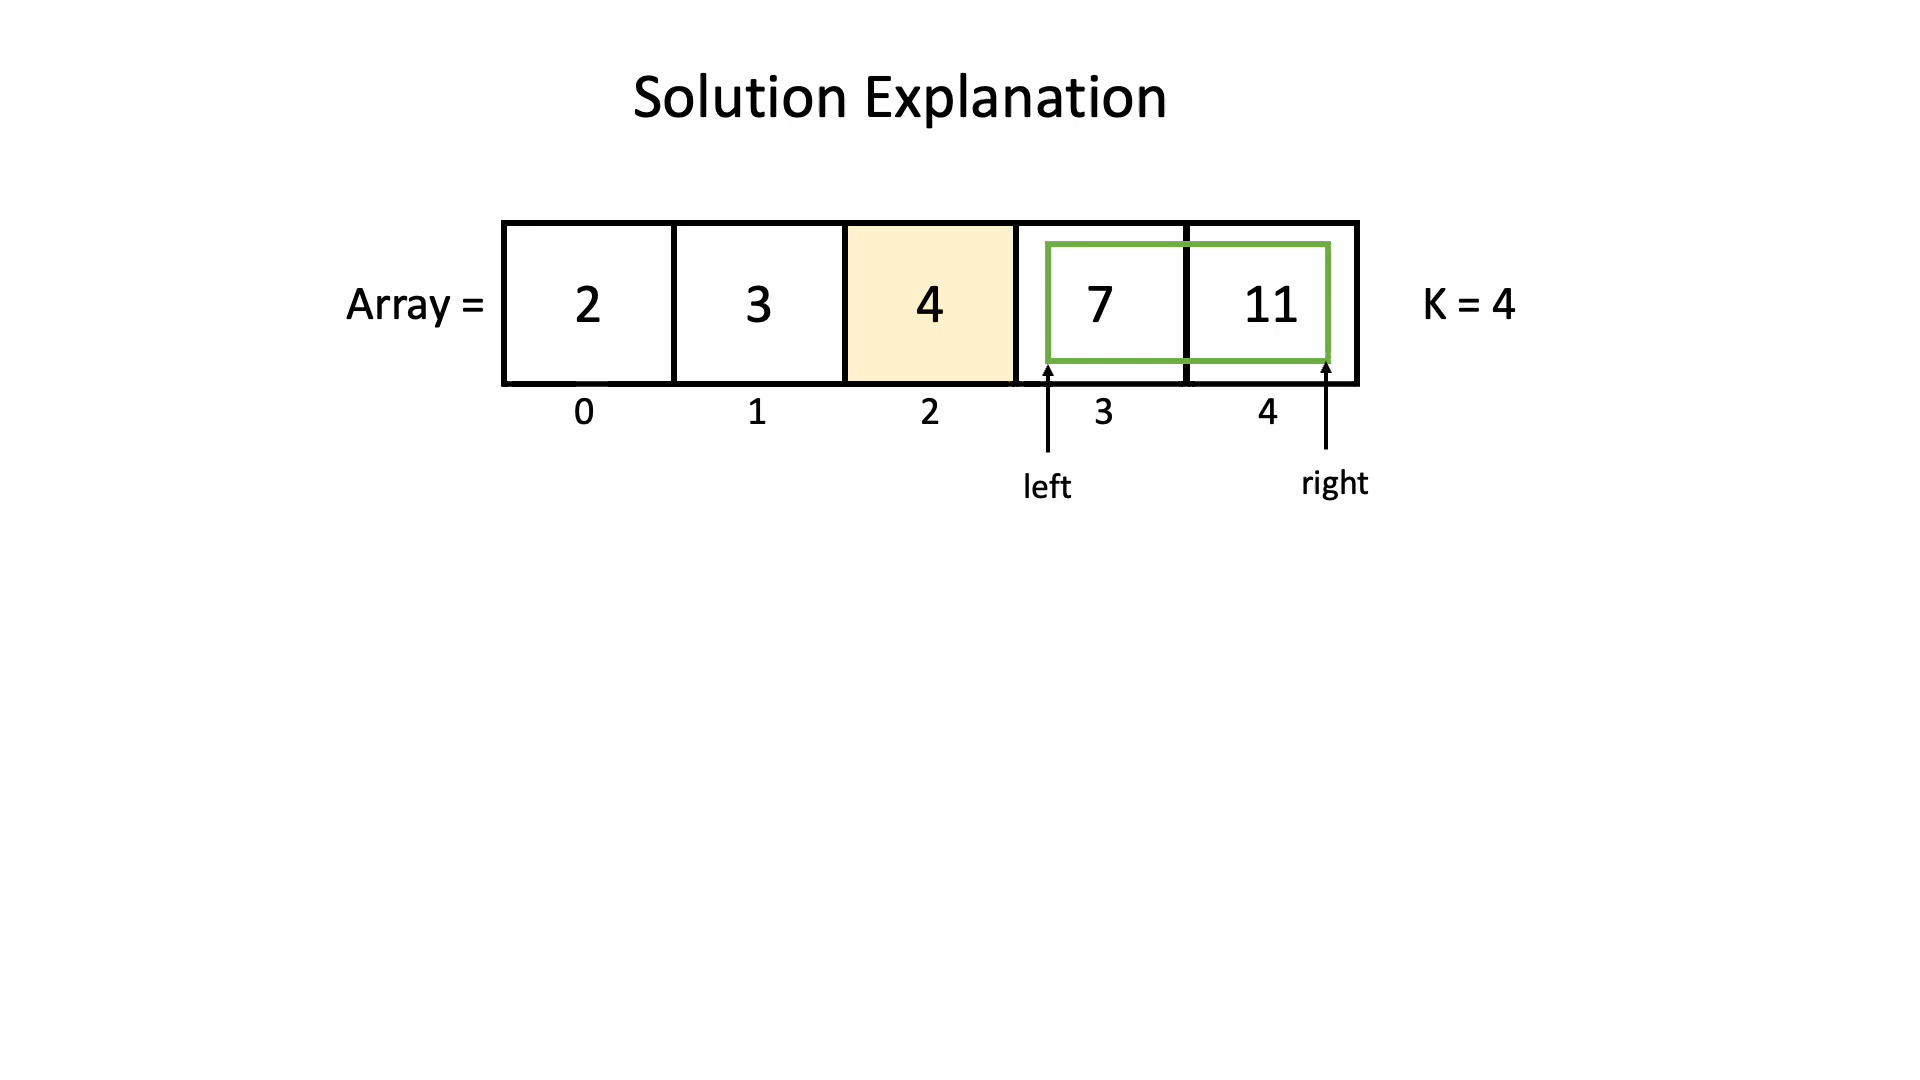 Solution Explanation
Array = 2 3 4 7 11 K = 4
0 1 2 3 4
left right